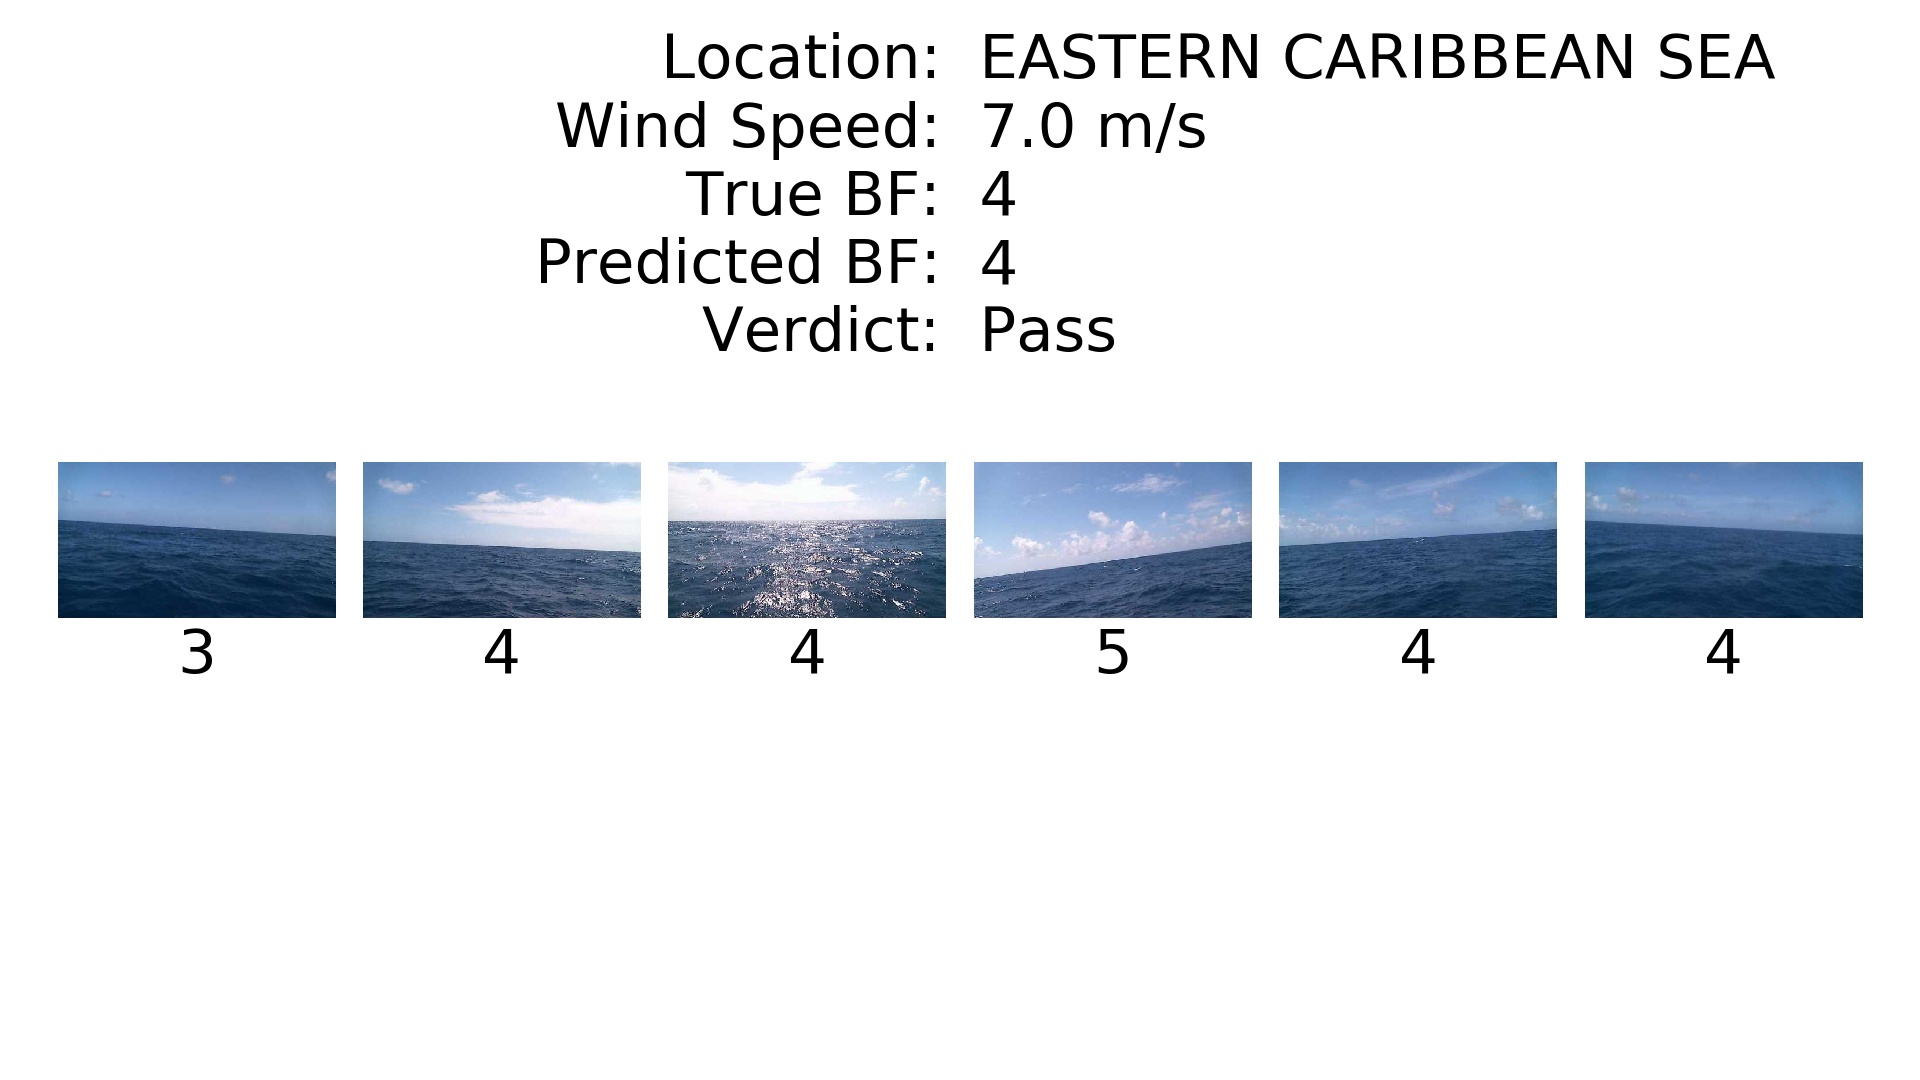 Location: EASTERN CARIBBEAN SEA
Wind Speed: 7.0 m/s
True BF: 4
Predicted BF: 4
Verdict: Pass
3 4 4 5 4 4